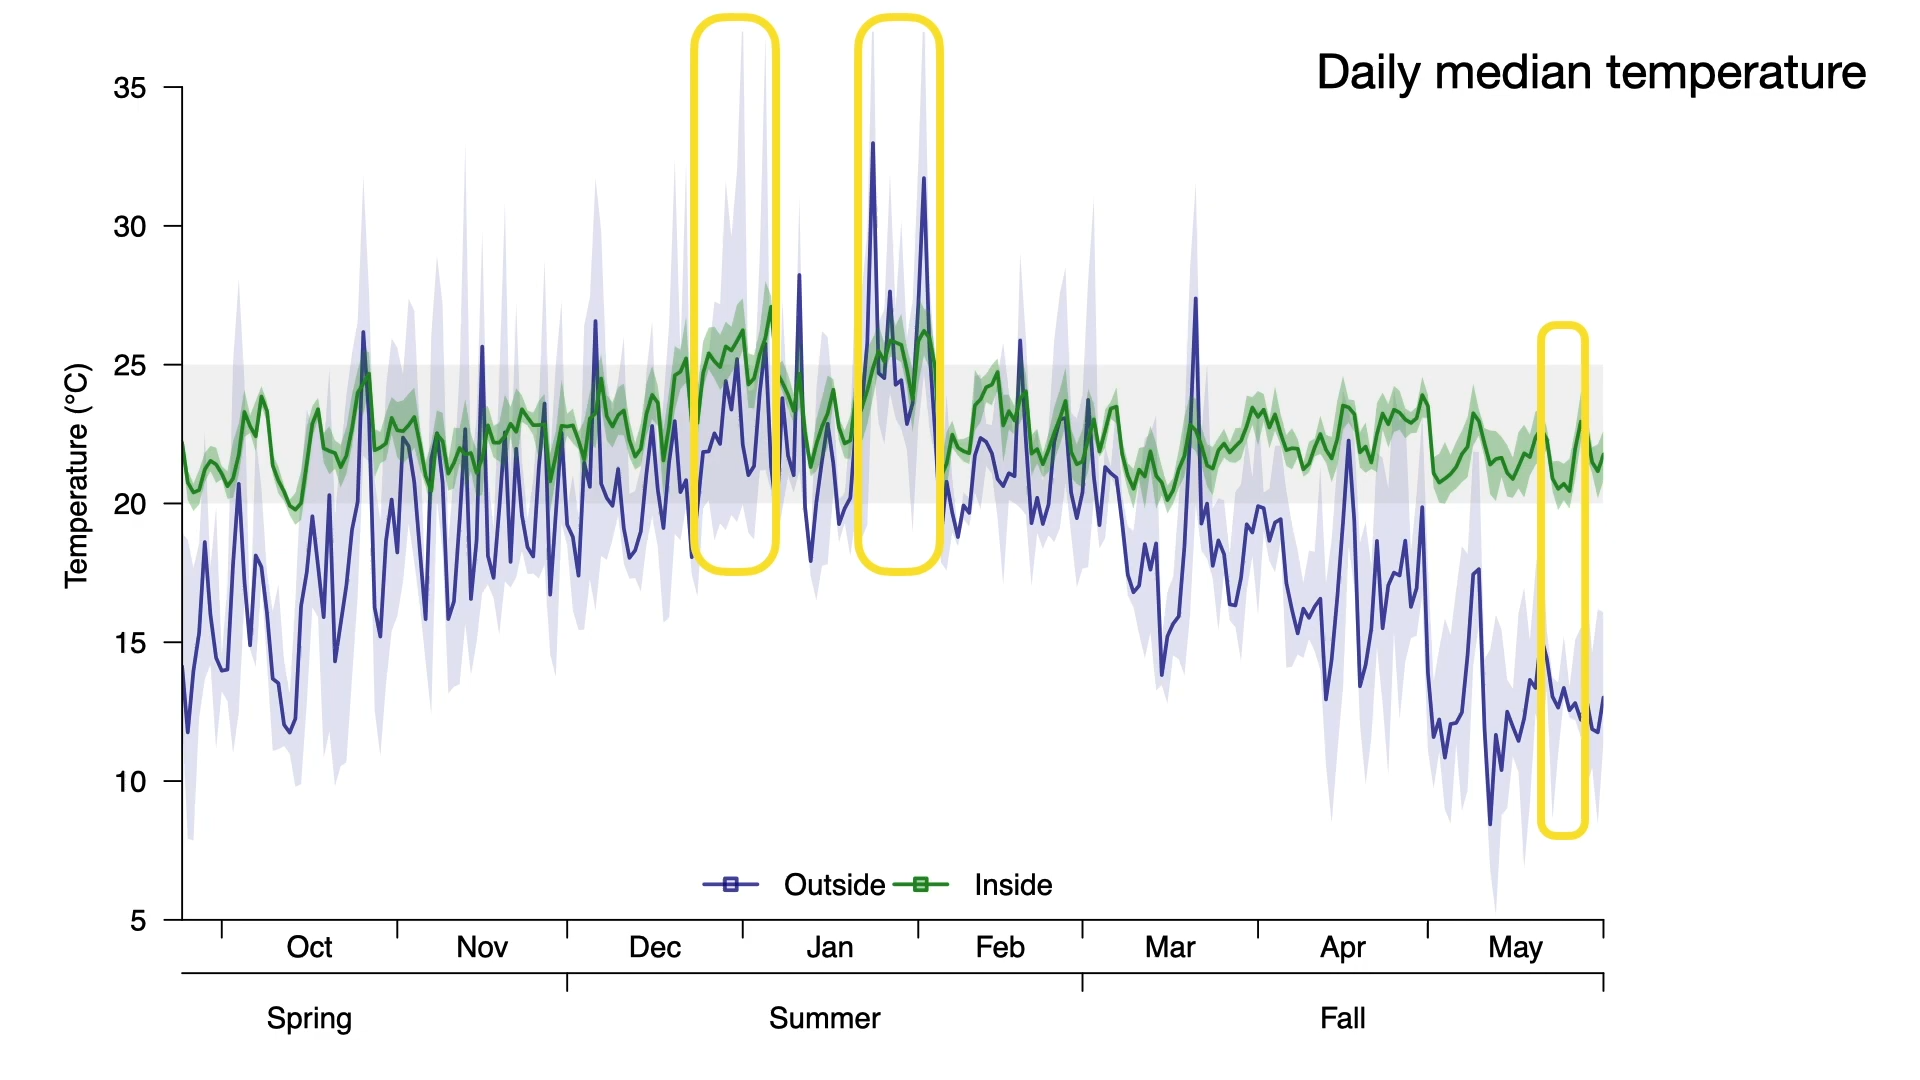 Daily median temperature
Temperature (°C)
35
30
25
20
15
10
5
Outside Inside
Oct Nov Dec Jan Feb Mar Apr May
Spring Summer Fall